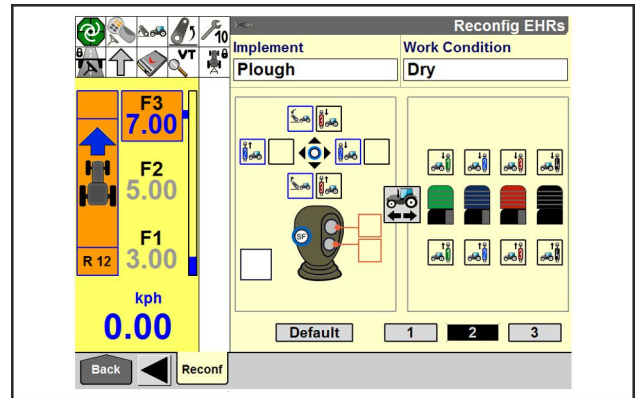 Reconfig EHRs
10
VT
Implement
Work Condition
Plough
Dry
F3
7.00
F2
5.00
F1
R 12
3.00
SF
kph
0.00
Default
1
2
3
Back
Reconf